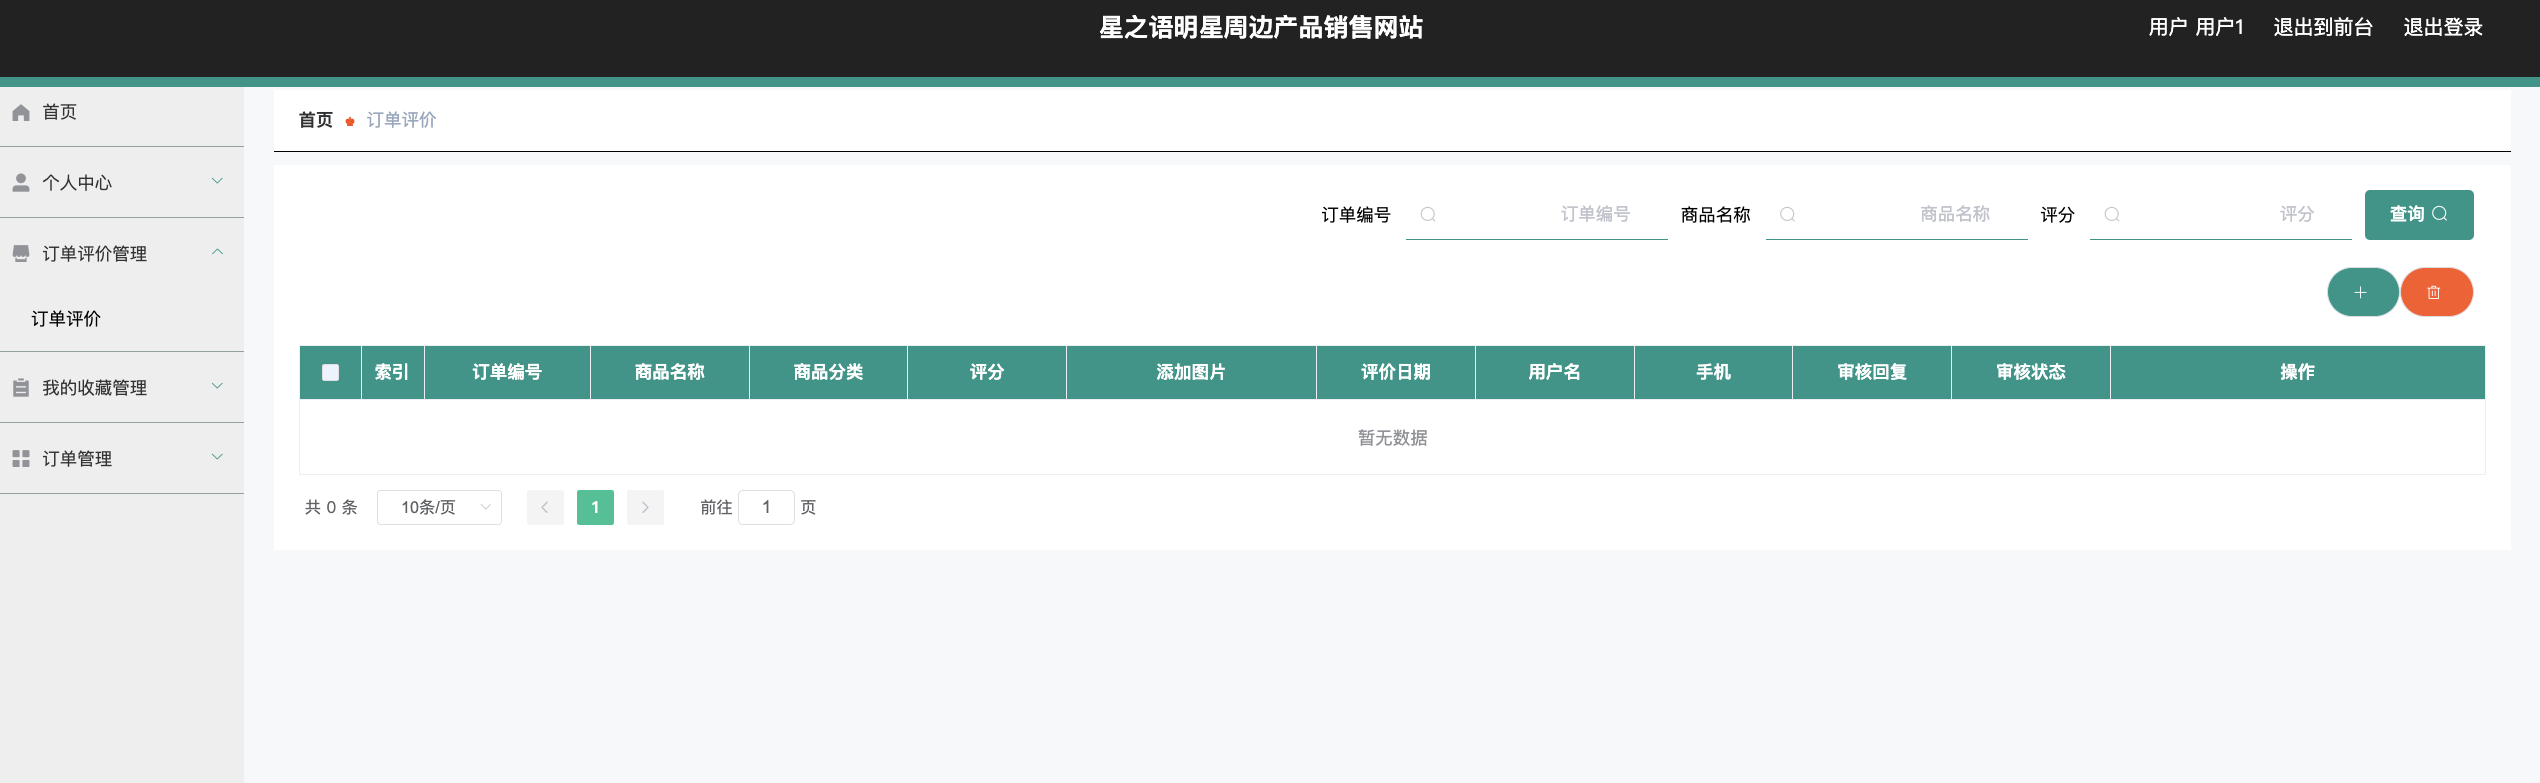 星之语明星周边产品销售网站
用户 用户1 退出到前台 退出登录
首页
个人中心
订单评价管理
订单评价
我的收藏管理
订单管理
首页 订单评价
订单编号 订单编号 商品名称 商品名称 评分 评分 查询
索引 订单编号 商品名称 商品分类 评分 添加图片 评价日期 用户名 手机 审核回复 审核状态 操作
暂无数据
共 0 条 10条/页 1 前往 1 页